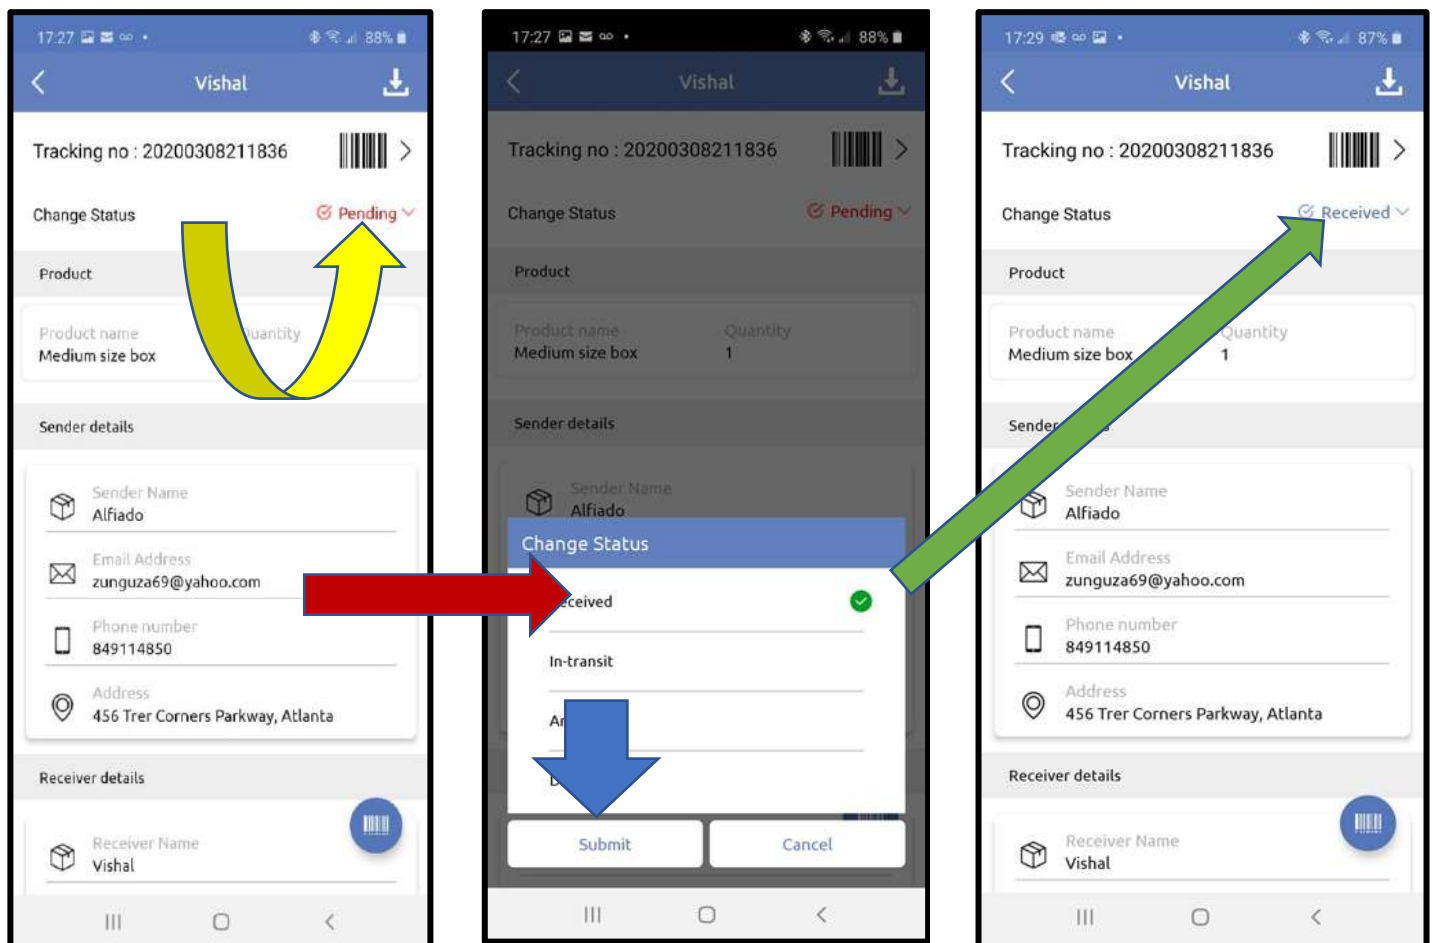 17:27
88%
Vishal
Tracking no : 20200308211836
Change Status
Pending
Product
Product name
Quantity
Medium size box
Sender details
Sender Name
Alfiado
Email Address
zunguza69@yahoo.com
Phone number
849114850
Address
456 Trer Corners Parkway, Atlanta
Receiver details
Receiver Name
Vishal
17:27
88%
Vishal
Tracking no : 20200308211836
Change Status
Pending
Product
Product name Quantity
Medium size box 1
Sender details
Sender Name
Alfiado
Change Status
Received
In-transit
Submit Cancel
17:29
87%
Vishal
Tracking no : 20200308211836
Change Status
Received
Product
Product name Quantity
Medium size box 1
Sender
Sender Name
Alfiado
Email Address
zunguza69@yahoo.com
Phone number
849114850
Address
456 Trer Corners Parkway, Atlanta
Receiver details
Receiver Name
Vishal